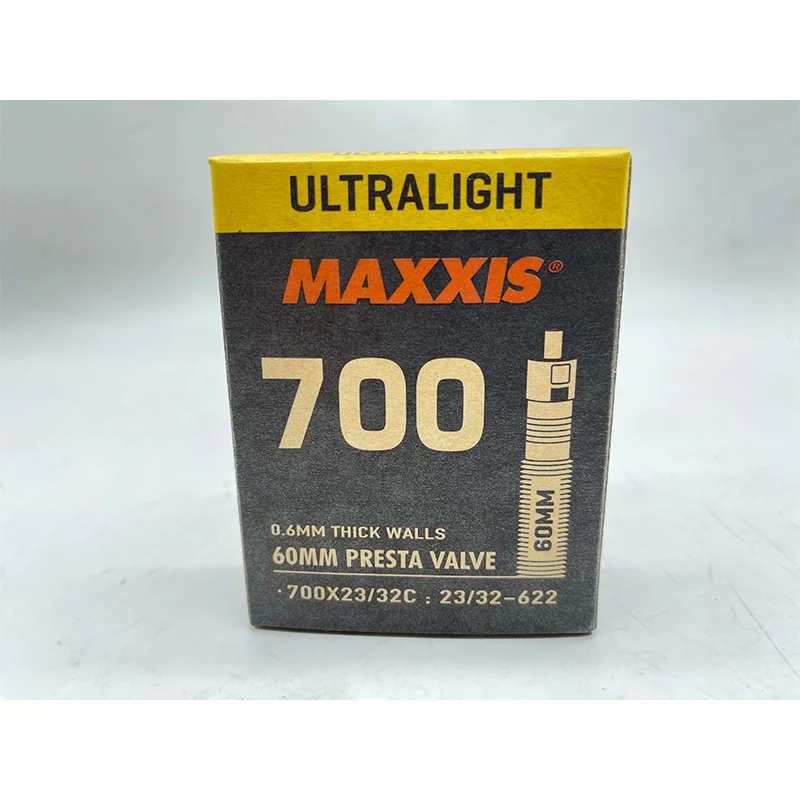 ULTRALIGHT
MAXXIS®
700
60MM
0.6MM THICK WALLS
60MM PRESTA VALVE
·700X23/32C : 23/32-622